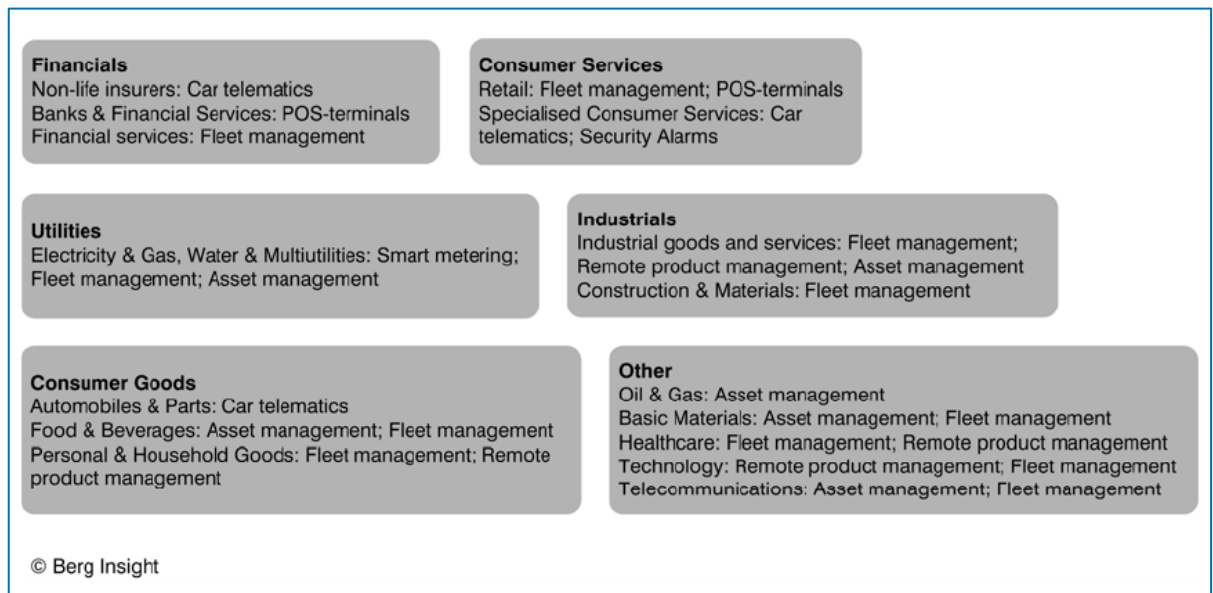 Financials
Non-life insurers: Car telematics
Banks & Financial Services: POS-terminals
Financial services: Fleet management
Consumer Services
Retail: Fleet management; POS-terminals
Specialised Consumer Services: Car
telematics; Security Alarms
Utilities
Electricity & Gas, Water & Multiutilities: Smart metering;
Fleet management; Asset management
Industrials
Industrial goods and services: Fleet management;
Remote product management; Asset management
Construction & Materials: Fleet management
Consumer Goods
Automobiles & Parts: Car telematics
Food & Beverages: Asset management; Fleet management
Personal & Household Goods: Fleet management; Remote
product management
Other
Oil & Gas: Asset management
Basic Materials: Asset management; Fleet management
Healthcare: Fleet management; Remote product management
Technology: Remote product management; Fleet management
Telecommunications: Asset management; Fleet management
© Berg Insight